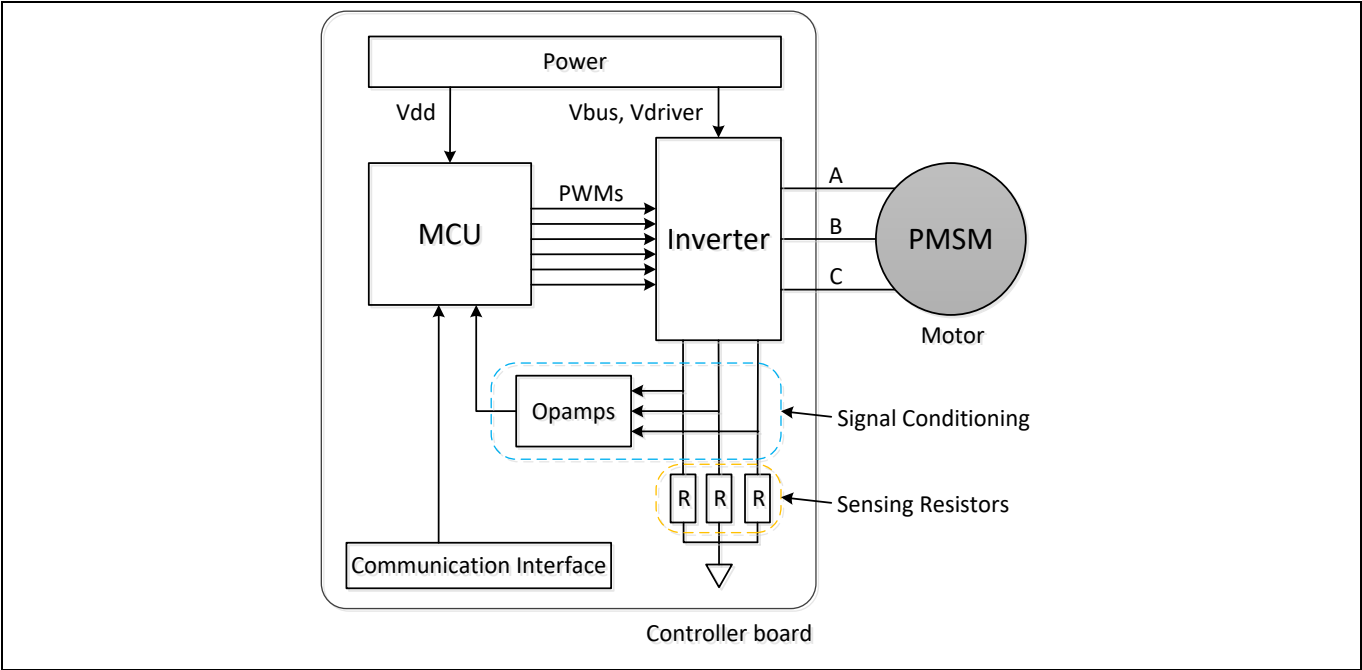 Power
Vdd
Vbus, Vdriver
PWMs
MCU
Inverter
A
B
C
PMSM
Motor
Opamps
Signal Conditioning
R
R
R
Sensing Resistors
Communication Interface
Controller board